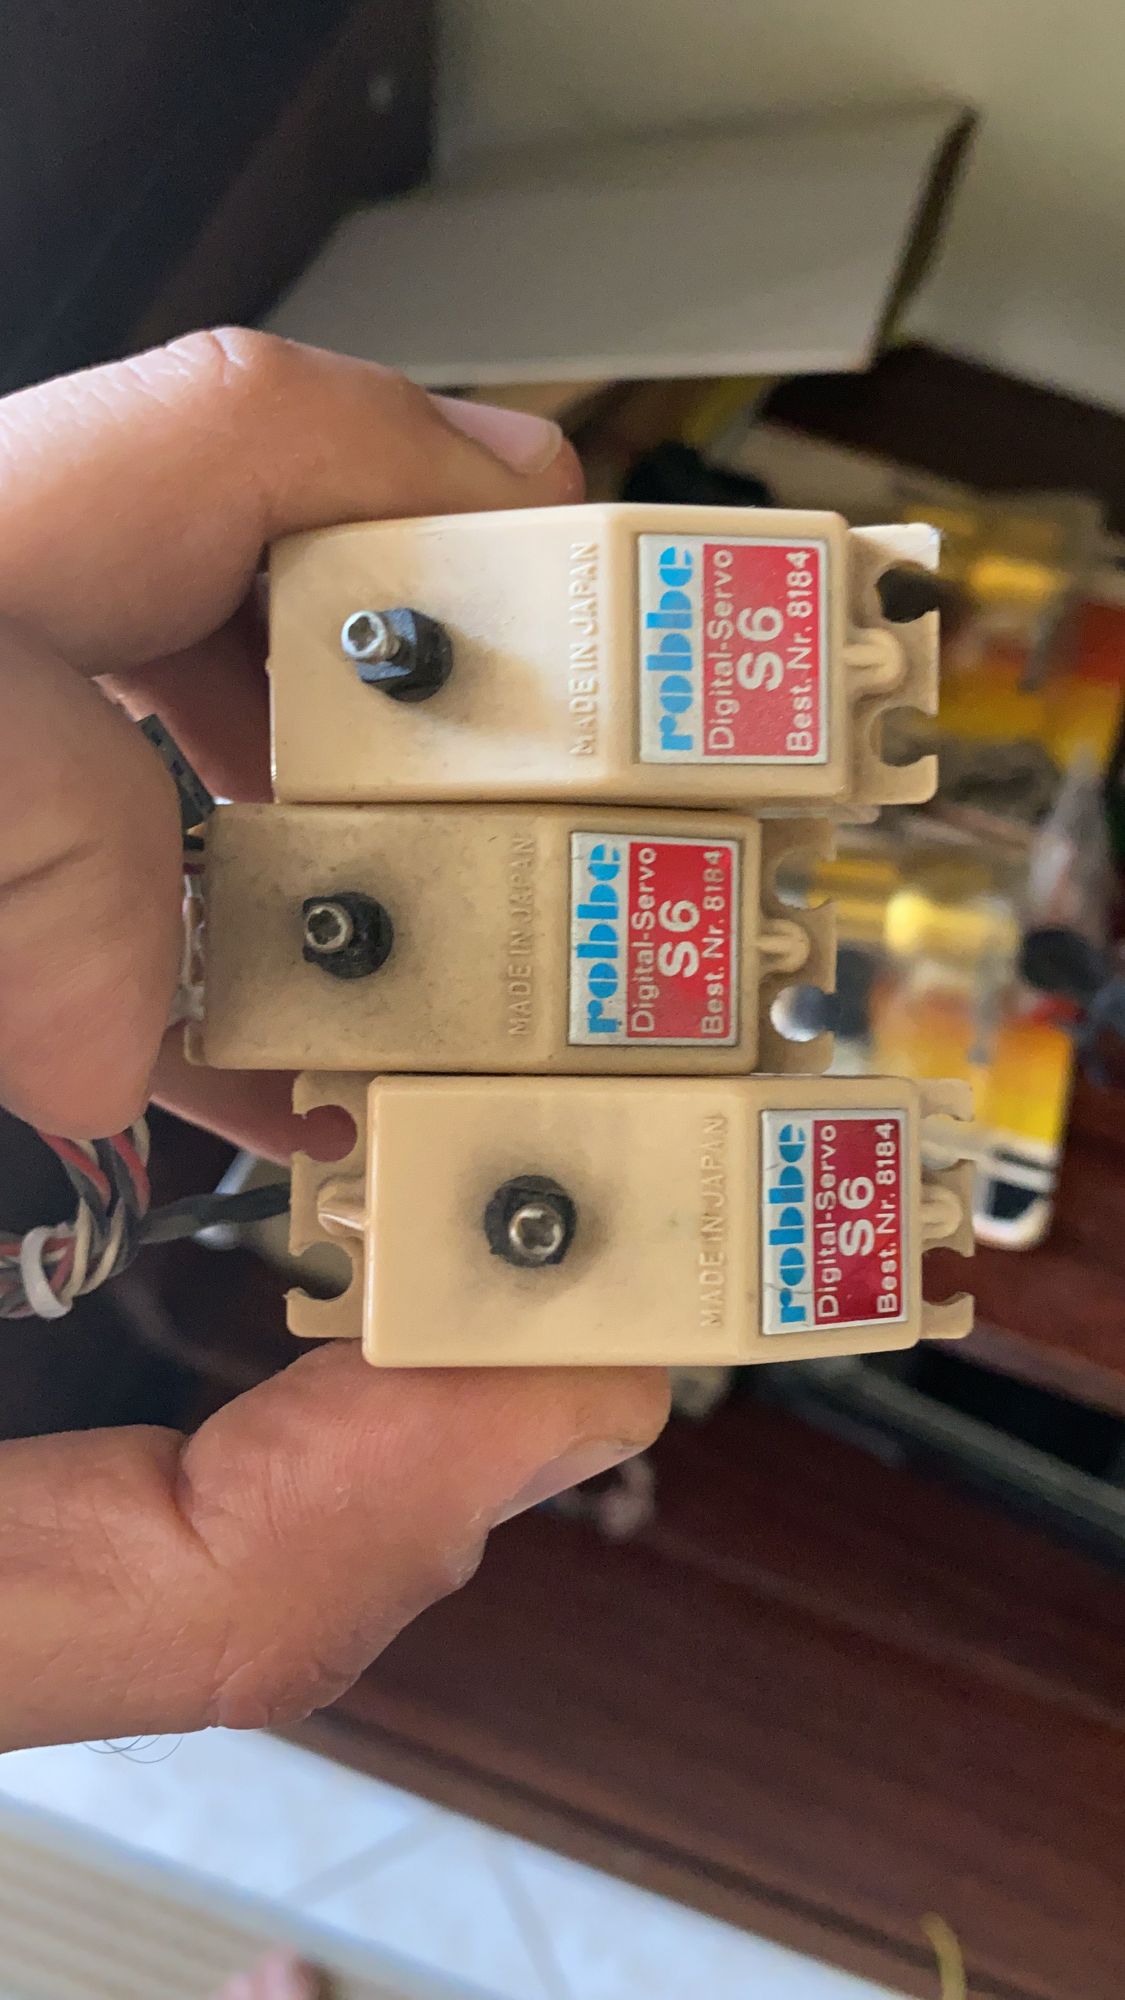 MADE IN JAPAN
robbe
Digital-Servo
S6
Best. Nr. 8184
MADE IN JAPAN
robbe
Digital-Servo
S6
Best. Nr. 8184
MADE IN JAPAN
robbe
Digital-Servo
S6
Best. Nr. 8184